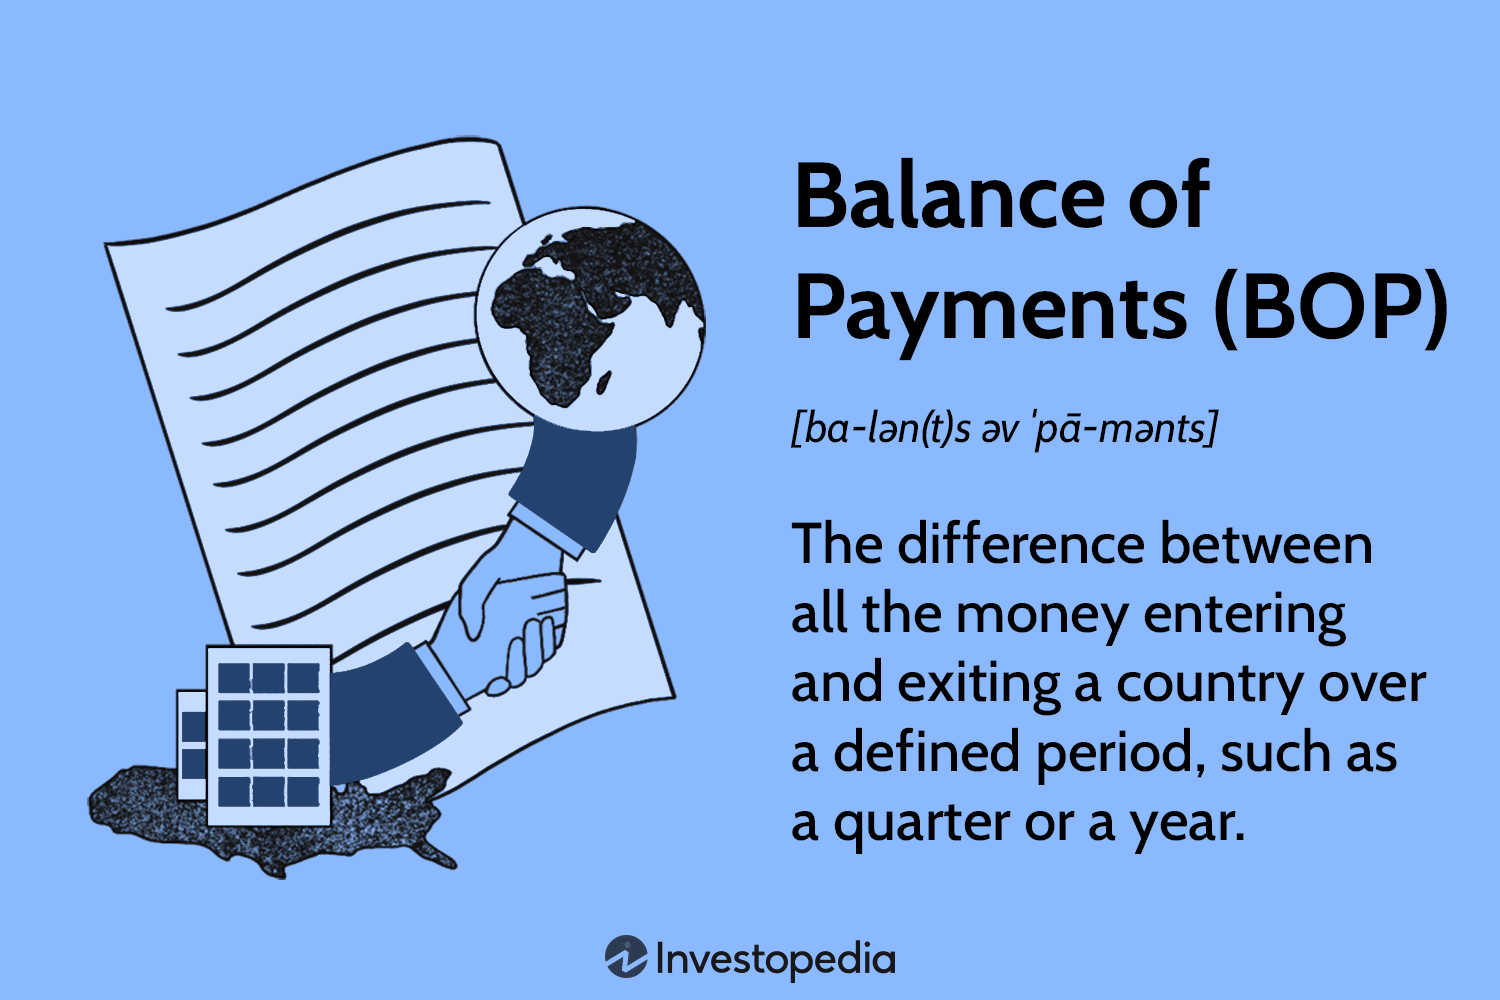 Balance of
Payments (BOP)
[ba-lən(t)s əv ˈpā-mənts]
The difference between
all the money entering
and exiting a country over
a defined period, such as
a quarter or a year.
Investopedia